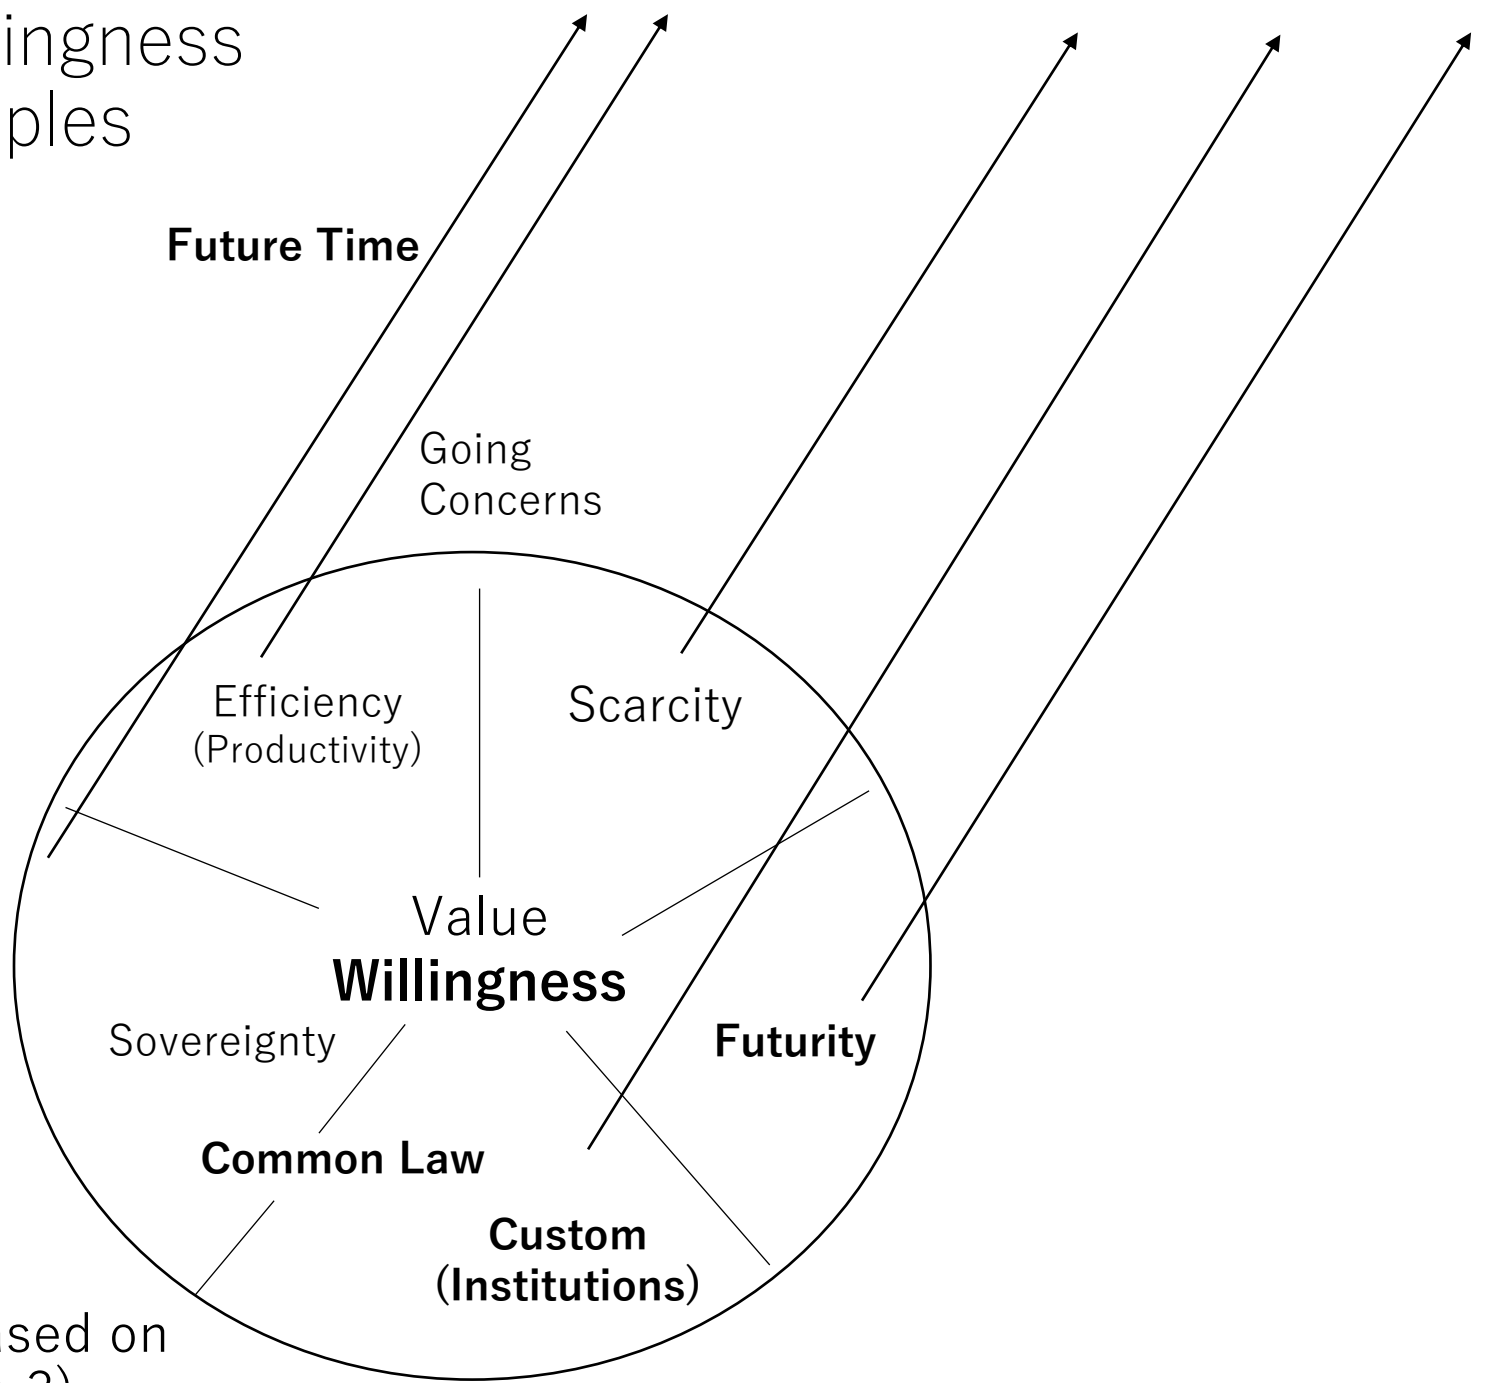 ingness
ples
Future Time
Going
Concerns
Efficiency
(Productivity)
Scarcity
Value
Willingness
Sovereignty
Futurity
Common Law
Custom
(Institutions)
sed on